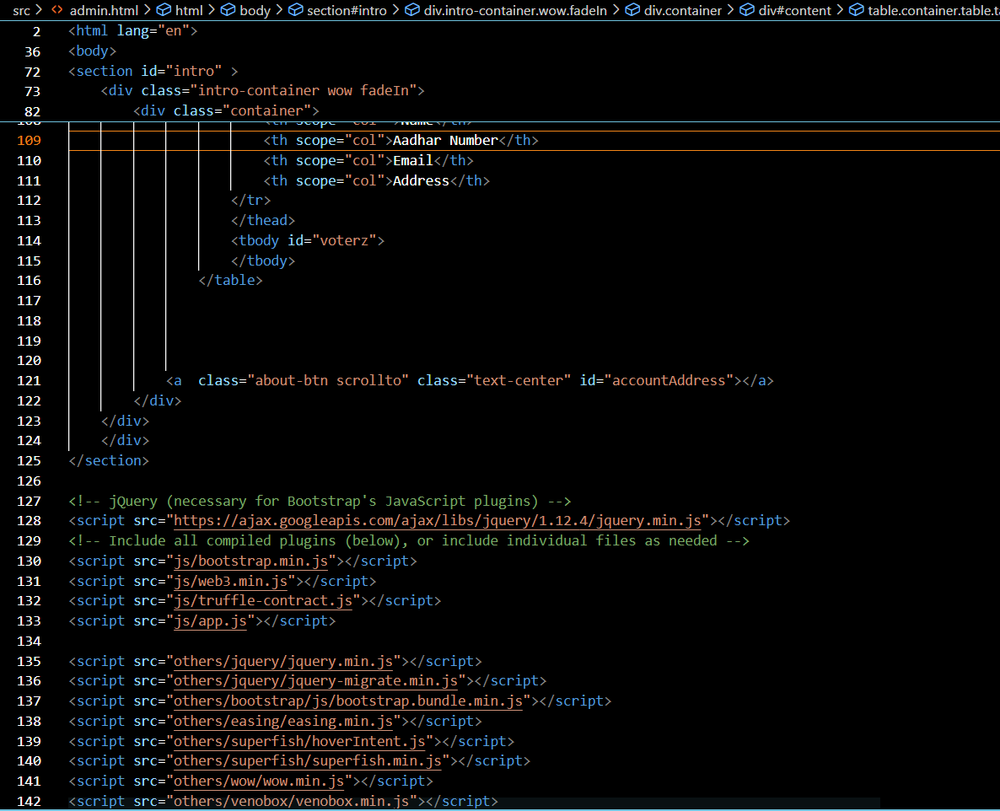 src > admin.html > html > body > section#intro > div.intro-container.wow.fadeIn > div.container > div#content > table.container.table.t
2 <html lang="en">
36 <body>
72 <section id="intro" >
73 <div class="intro-container wow fadeIn">
82 <div class="container">
108 <th scope="col">Name</th>
109 <th scope="col">Aadhar Number</th>
110 <th scope="col">Email</th>
111 <th scope="col">Address</th>
112 </tr>
113 </thead>
114 <tbody id="voterz">
115 </tbody>
116 </table>
117
118
119
120
121 <a  class="about-btn scrollto" class="text-center" id="accountAddress"></a>
122 </div>
123 </div>
124 </div>
125 </section>
126
127 <!-- jQuery (necessary for Bootstrap's JavaScript plugins) -->
128 <script src="https://ajax.googleapis.com/ajax/libs/jquery/1.12.4/jquery.min.js"></script>
129 <!-- Include all compiled plugins (below), or include individual files as needed -->
130 <script src="js/bootstrap.min.js"></script>
131 <script src="js/web3.min.js"></script>
132 <script src="js/truffle-contract.js"></script>
133 <script src="js/app.js"></script>
134
135 <script src="others/jquery/jquery.min.js"></script>
136 <script src="others/jquery/jquery-migrate.min.js"></script>
137 <script src="others/bootstrap/js/bootstrap.bundle.min.js"></script>
138 <script src="others/easing/easing.min.js"></script>
139 <script src="others/superfish/hoverIntent.js"></script>
140 <script src="others/superfish/superfish.min.js"></script>
141 <script src="others/wow/wow.min.js"></script>
142 <script src="others/venobox/venobox.min.js"></script>